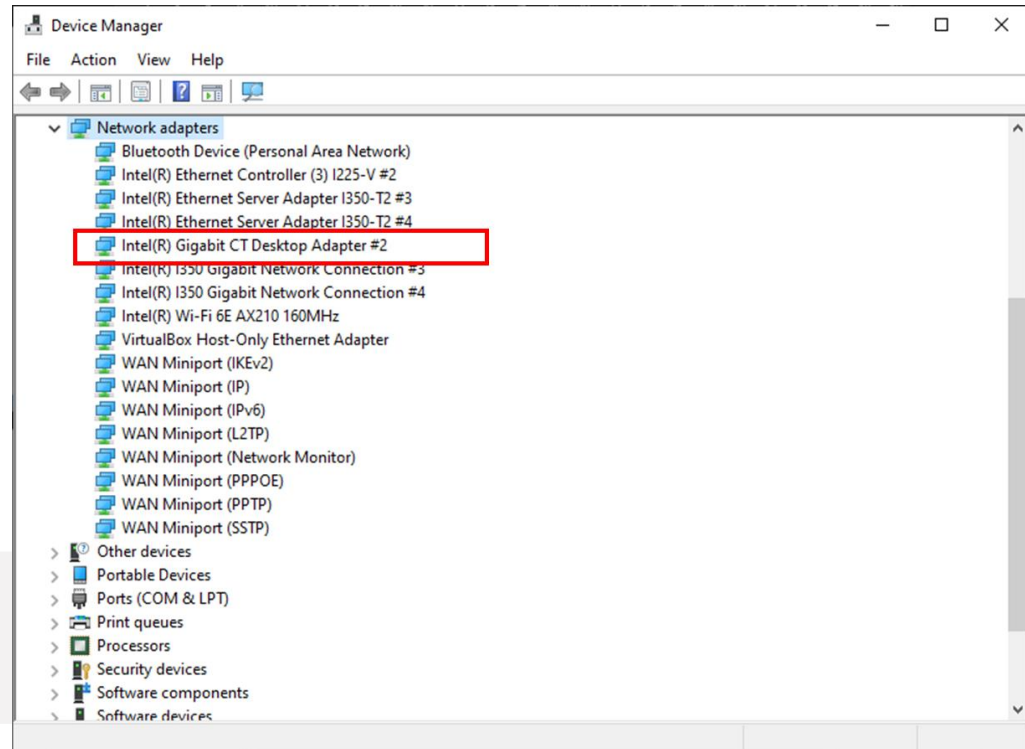 Device Manager
File Action View Help
Network adapters
Bluetooth Device (Personal Area Network)
Intel(R) Ethernet Controller (3) I225-V #2
Intel(R) Ethernet Server Adapter I350-T2 #3
Intel(R) Ethernet Server Adapter I350-T2 #4
Intel(R) Gigabit CT Desktop Adapter #2
Intel(R) I350 Gigabit Network Connection #3
Intel(R) I350 Gigabit Network Connection #4
Intel(R) Wi-Fi 6E AX210 160MHz
VirtualBox Host-Only Ethernet Adapter
WAN Miniport (IKEv2)
WAN Miniport (IP)
WAN Miniport (IPv6)
WAN Miniport (L2TP)
WAN Miniport (Network Monitor)
WAN Miniport (PPPOE)
WAN Miniport (PPTP)
WAN Miniport (SSTP)
Other devices
Portable Devices
Ports (COM & LPT)
Print queues
Processors
Security devices
Software components
Software devices